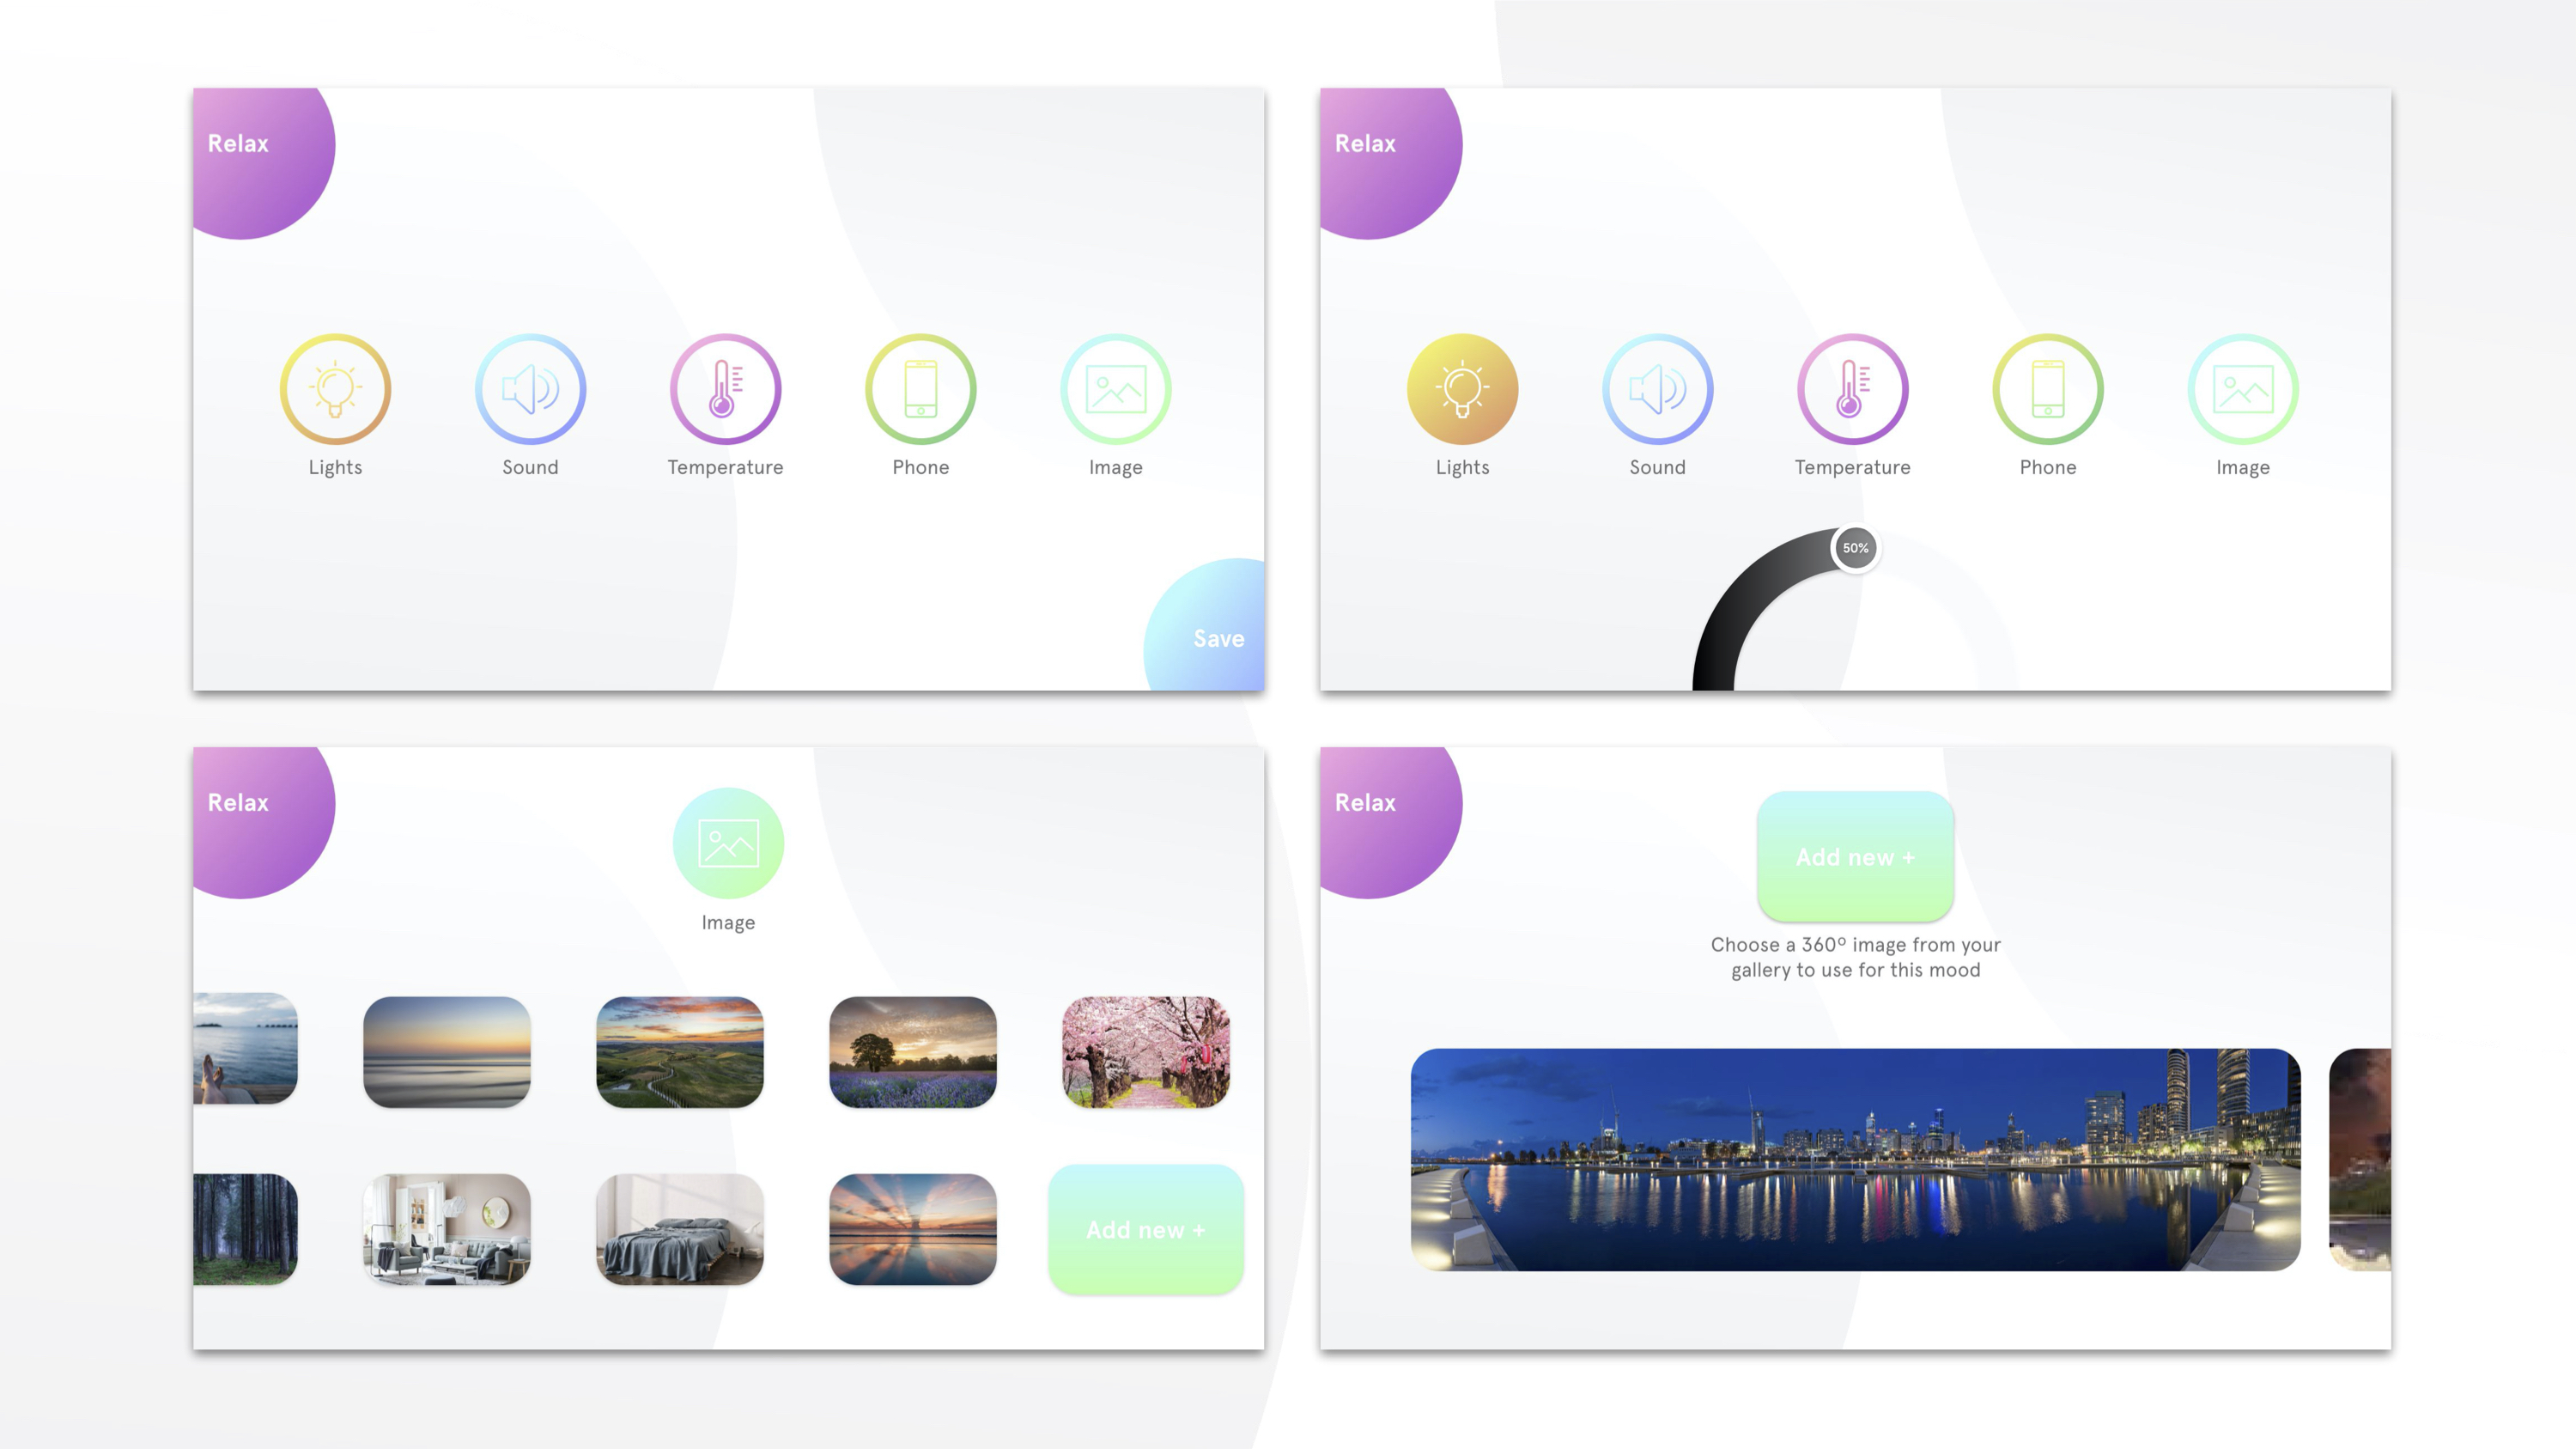 Relax
Lights
Sound
Temperature
Phone
Image
Save
Relax
Lights
Sound
Temperature
Phone
Image
50%
Relax
Image
Add new +
Relax
Add new +
Choose a 360º image from your
gallery to use for this mood